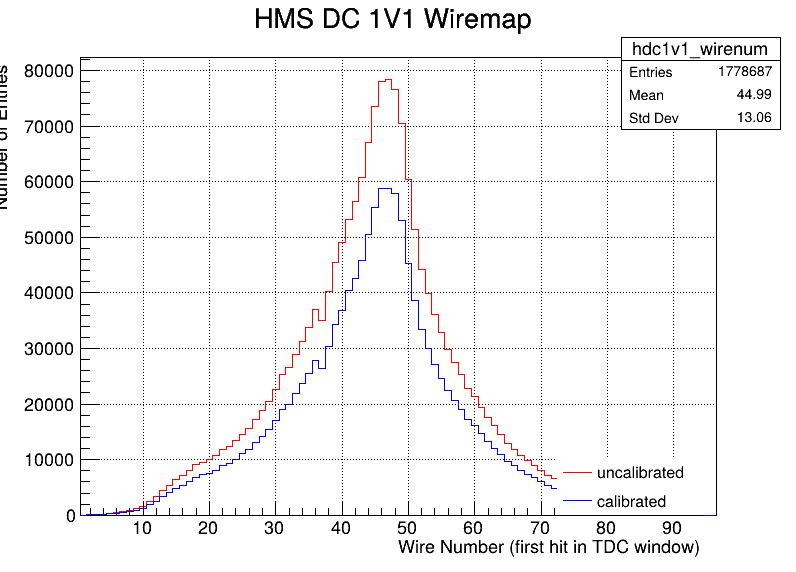 HMS DC 1V1 Wiremap
hdc1v1_wirenum
Entries 1778687
Mean 44.99
Std Dev 13.06
Number of Entries
80000
70000
60000
50000
40000
30000
20000
10000
0
uncalibrated
calibrated
10 20 30 40 50 60 70 80 90
Wire Number (first hit in TDC window)